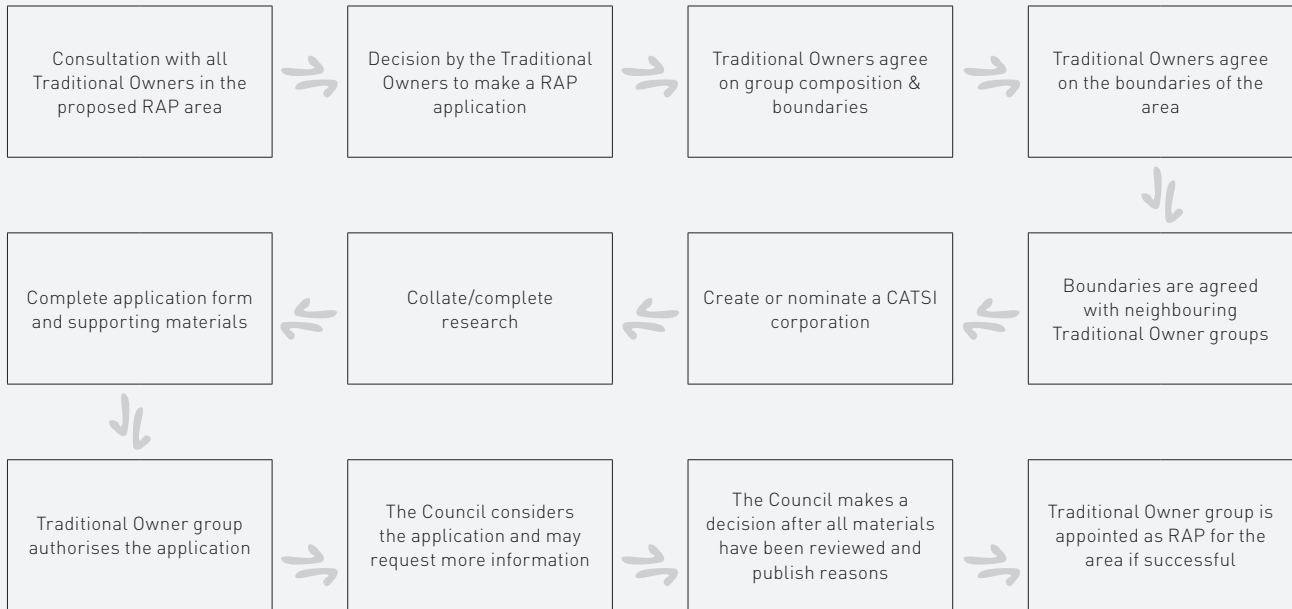 Consultation with all
Traditional Owners in the
proposed RAP area
Decision by the Traditional
Owners to make a RAP
application
Traditional Owners agree
on group composition &
boundaries
Traditional Owners agree
on the boundaries of the
area
Boundaries are agreed
with neighbouring
Traditional Owner groups
Create or nominate a CATSI
corporation
Collate/complete
research
Complete application form
and supporting materials
Traditional Owner group
authorises the application
The Council considers
the application and may
request more information
The Council makes a
decision after all materials
have been reviewed and
publish reasons
Traditional Owner group is
appointed as RAP for the
area if successful